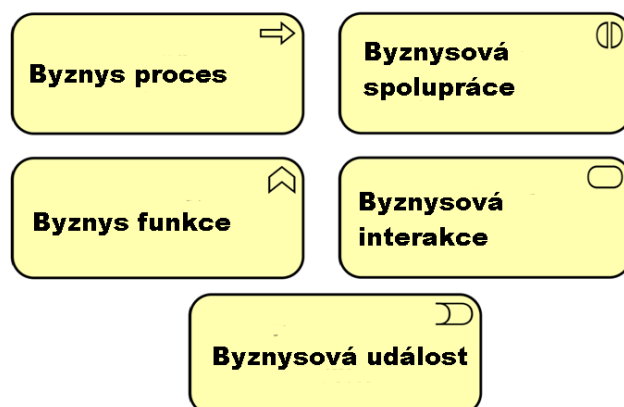 Byznys proces
Byznysová
spolupráce
Byznys funkce
Byznysová
interakce
Byznysová událost